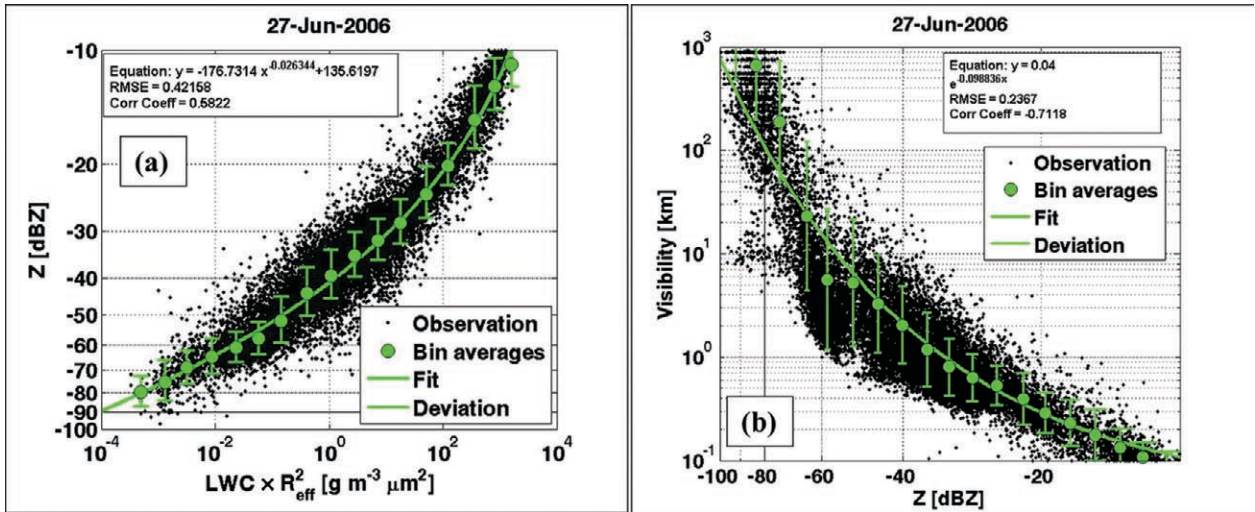 27-Jun-2006
Equation: y = -176.7314 x^-0.026344+135.6197
RMSE = 0.42158
Corr Coeff = 0.5822
(a)
-10
-20
-30
-40
-50
-60
-70
-80
-90
-100
Z [dBZ]
Observation
Bin averages
Fit
Deviation
10^-4
10^-2
10^0
10^2
10^4
LWC × R^2_eff [g m^-3 μm^2]
27-Jun-2006
Equation: y = 0.04
e^-0.098836x
RMSE = 0.2367
Corr Coeff = -0.7118
10^3
10^2
10^1
10^0
10^-1
Visibility [km]
Observation
Bin averages
Fit
Deviation
(b)
-100
-80
-60
-40
-20
Z [dBZ]